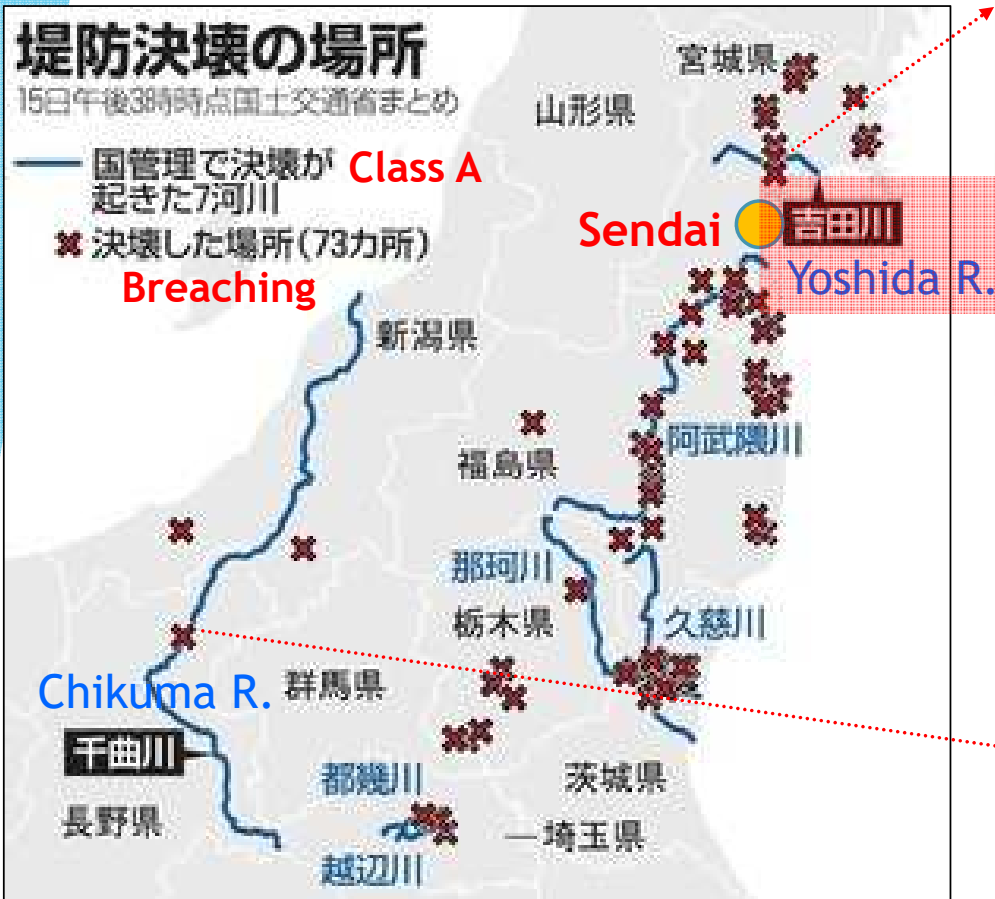 堤防決壊の場所
15日午後3時時点国土交通省まとめ
国管理で決壊が
起きた7河川
Class A
決壊した場所(73カ所)
Breaching
宮城県
山形県
Sendai
吉田川
Yoshida R.
新潟県
阿武隈川
福島県
那珂川
栃木県
久慈川
Chikuma R.
群馬県
千曲川
都幾川
茨城県
長野県
埼玉県
越辺川